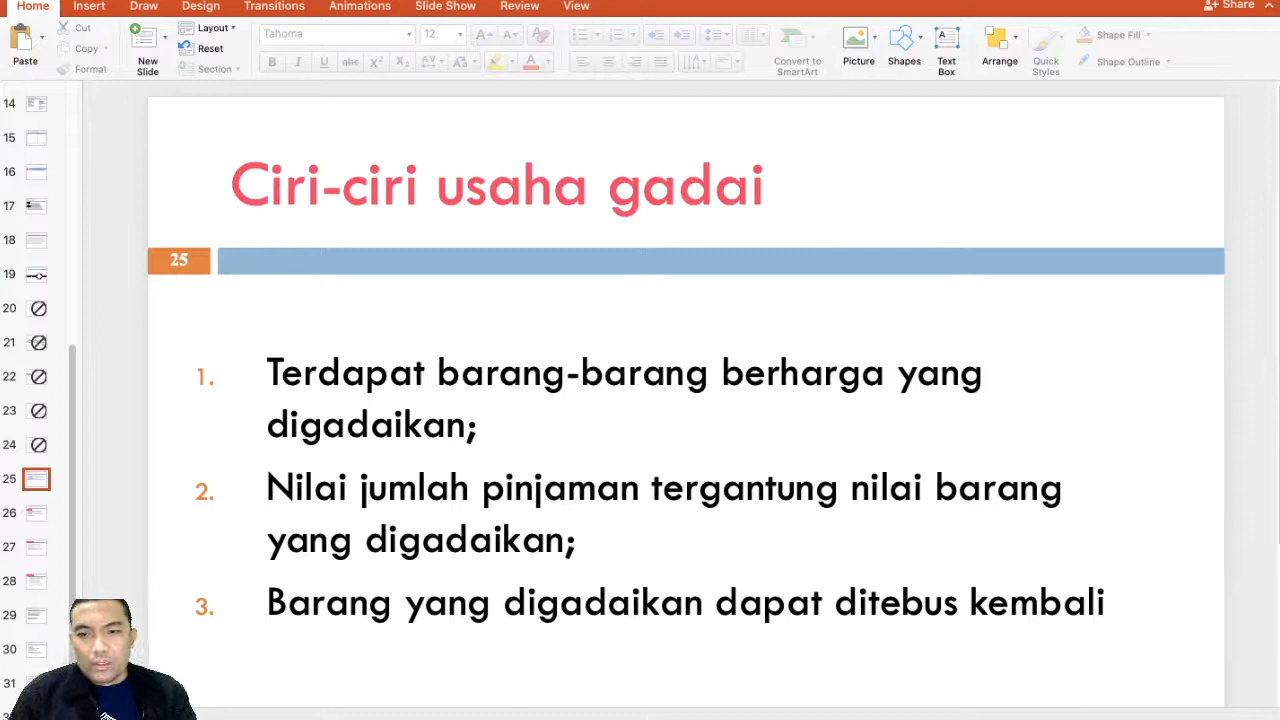 Home Insert Draw Design Transitions Animations Slide Show Review View Share
Paste
Cut
Copy
Format
New
Slide
Layout
Reset
Section
Tahoma
12
Convert to
SmartArt
Picture
Shapes
Text
Box
Arrange
Quick
Styles
Shape Fill
Shape Outline
14
15
16
17
18
19
20
21
22
23
24
25
26
27
28
29
30
31
Ciri-ciri usaha gadai
25
1. Terdapat barang-barang berharga yang
digadaikan;
2. Nilai jumlah pinjaman tergantung nilai barang
yang digadaikan;
3. Barang yang digadaikan dapat ditebus kembali